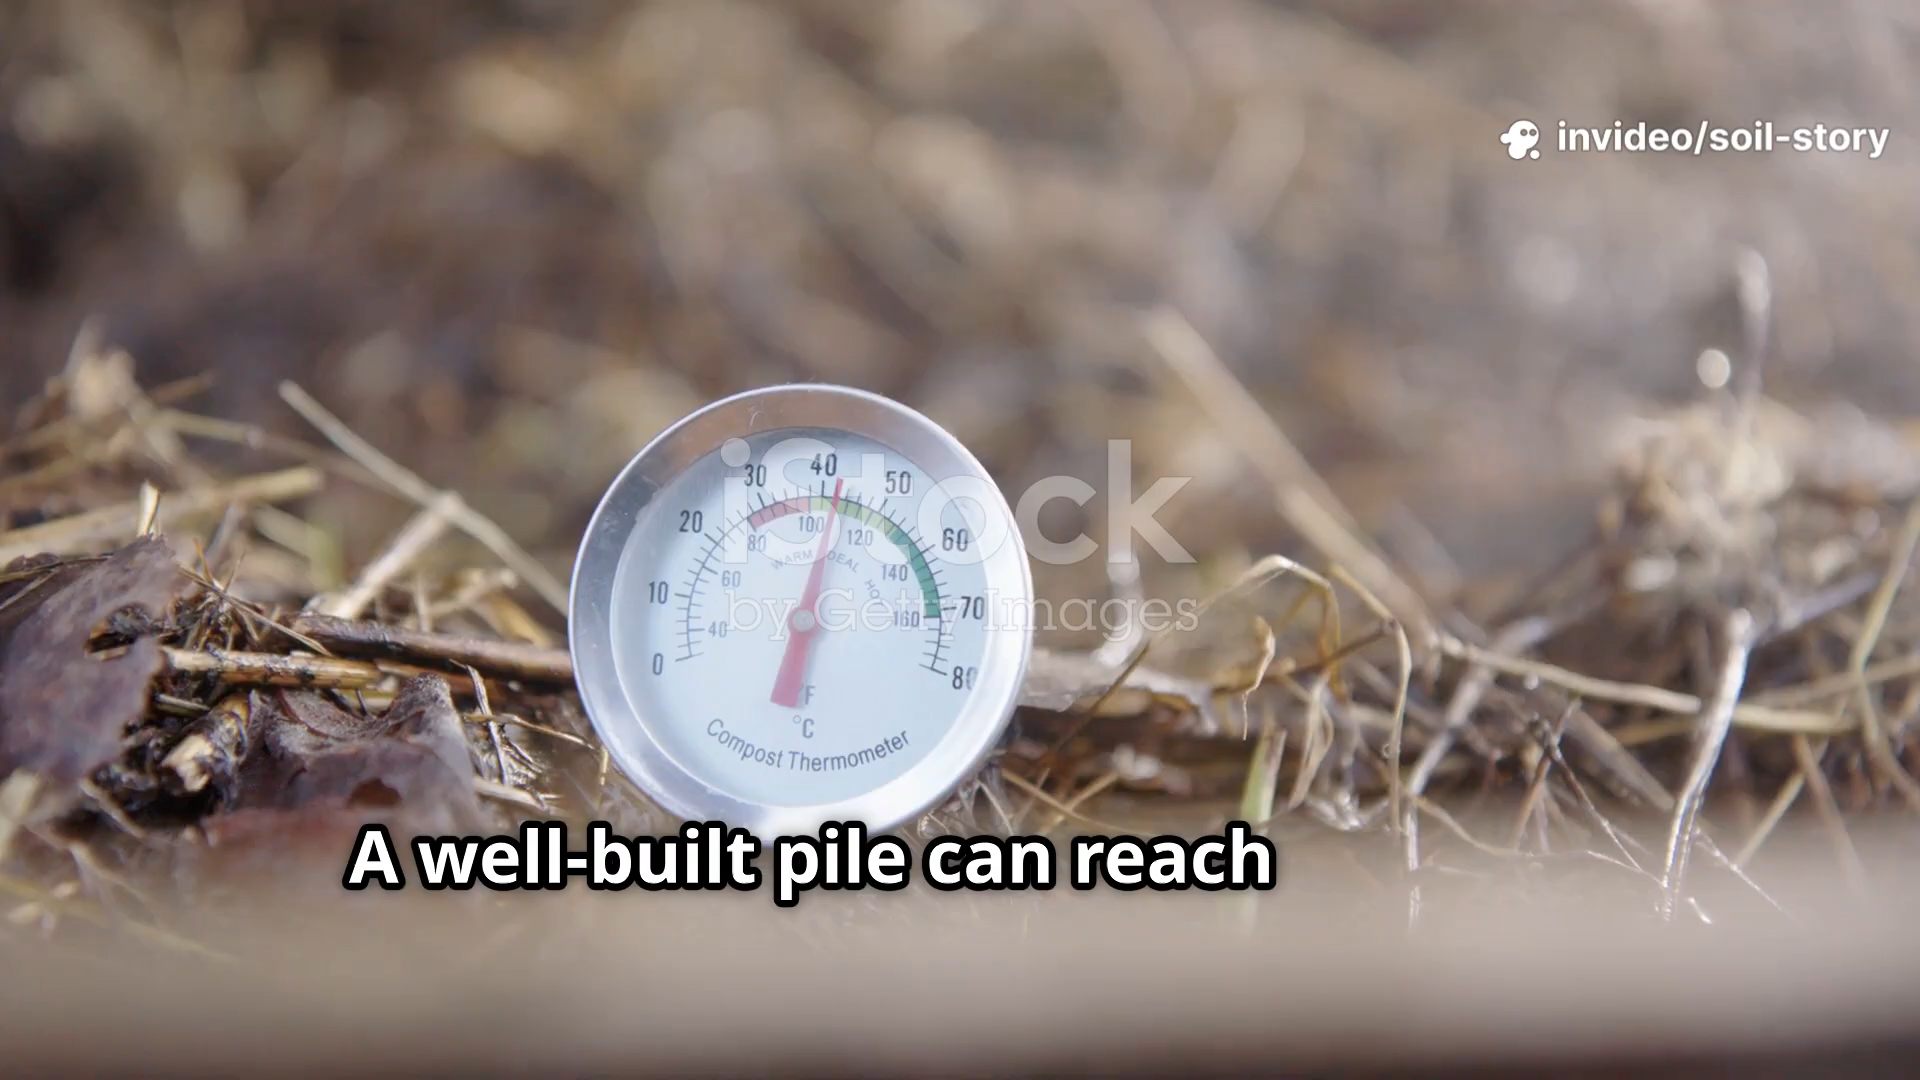 invideo/soil-story
iStock
by Getty Images
30 40 50
20 60
10 70
0 80
100 120
80 140
60 160
40
WARM IDEAL HOT
°F
°C
Compost Thermometer
A well-built pile can reach